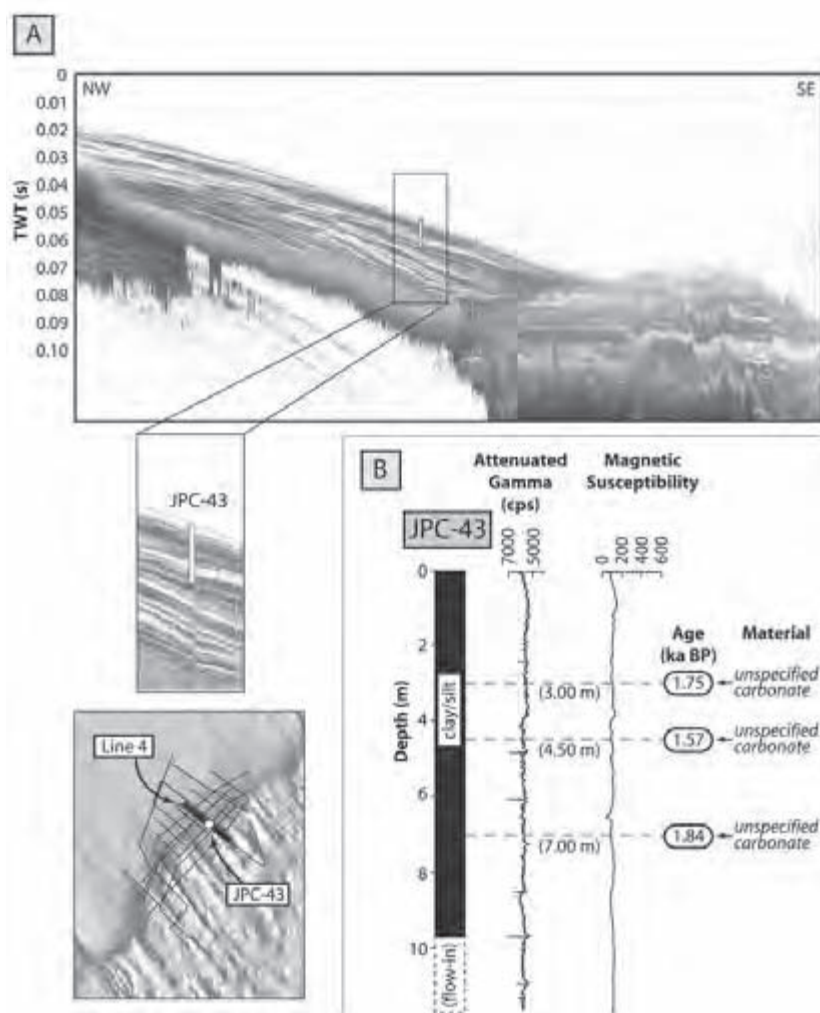 A
NW
SE
0
0.01
0.02
0.03
0.04
0.05
0.06
0.07
0.08
0.09
0.10
TWT (s)
JPC-43
Line 4
JPC-43
B
Attenuated Gamma (cps)
Magnetic Susceptibility
JPC-43
7000
5000
0
200
400
600
Age (ka BP)
Material
Depth (m)
0
2
4
6
8
10
clay/silt
(flow-in)
(3.00 m)
1.75
unspecified carbonate
(4.50 m)
1.57
unspecified carbonate
(7.00 m)
1.84
unspecified carbonate